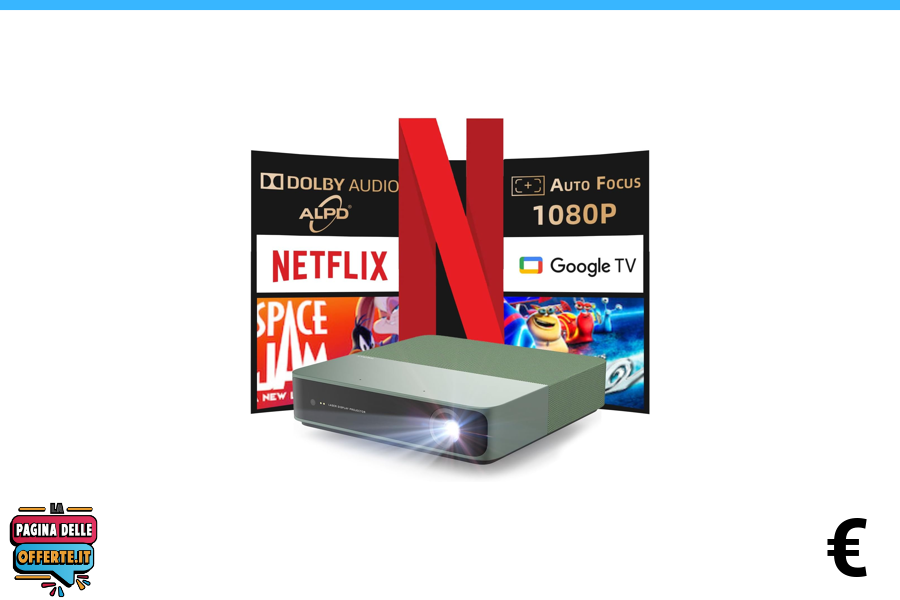 DOLBY AUDIO
ALPD®
AUTO FOCUS
1080P
N
NETFLIX
Google TV
SPACE
JAM
A NEW L
LA
PAGINA DELLE
OFFERTE.IT
€